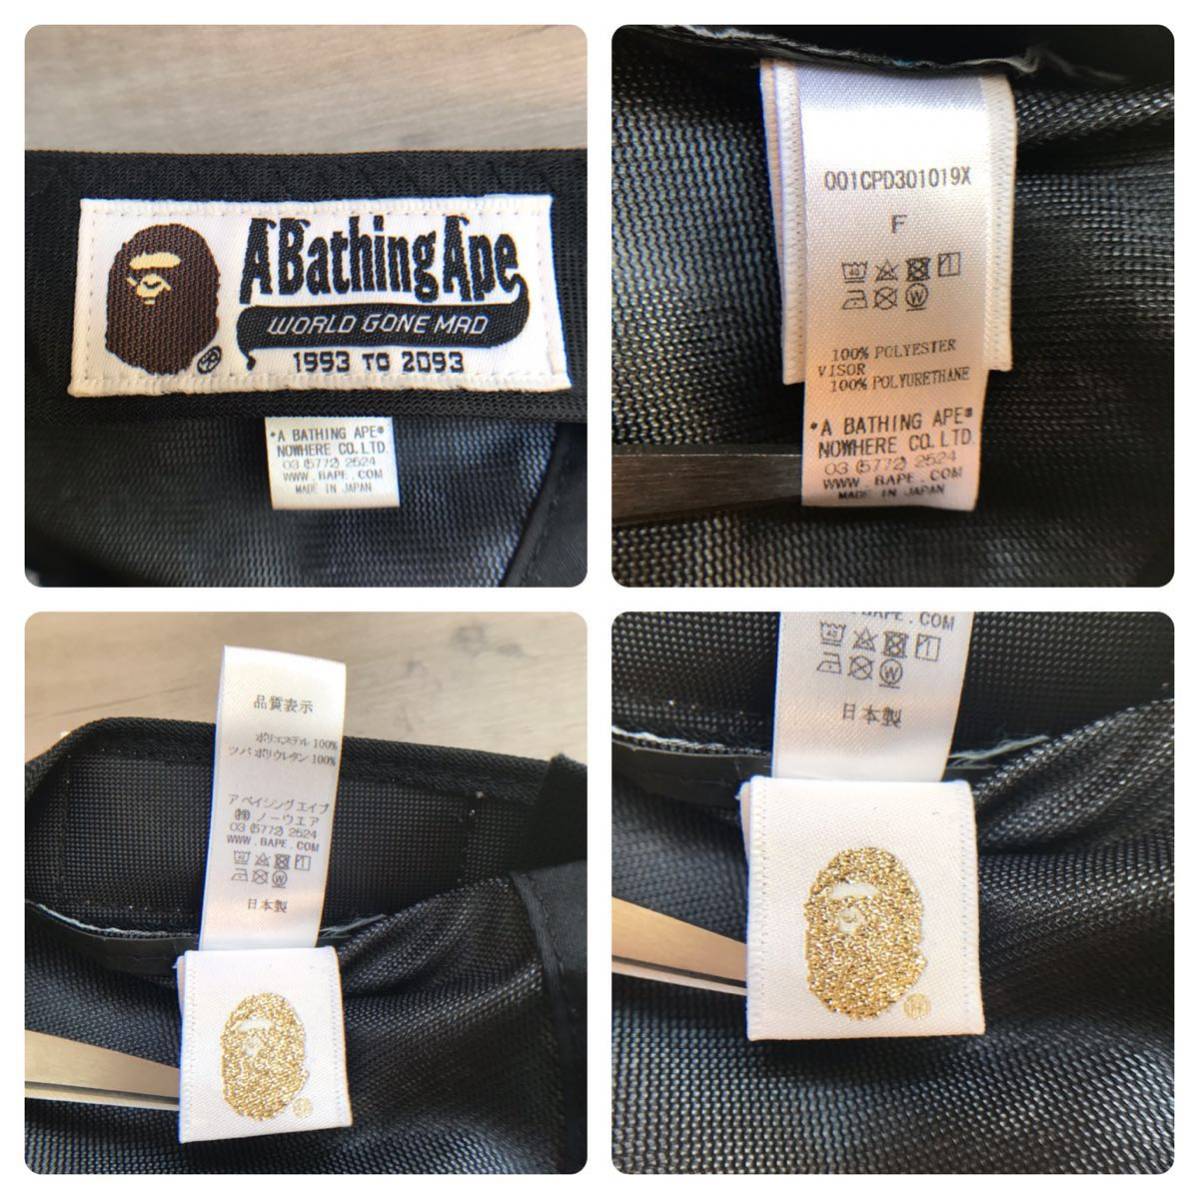 A Bathing Ape
WORLD GONE MAD
1993 TO 2093
*A BATHING APE®
NOWHERE CO.LTD.
03 (5772) 2524
WWW.BAPE.COM
MADE IN JAPAN
001CPD301019X
F
100% POLYESTER
VISOR
100% POLYURETHANE
*A BATHING APE®
NOWHERE CO.LTD.
03 (5772) 2524
WWW.BAPE.COM
MADE IN JAPAN
品質表示
ポリエステル 100%
ツバ ポリウレタン 100%
ア ベイシング エイプ
㈱ ノーウエア
03 (5772) 2524
WWW.BAPE.COM
日本製
BAPE.COM
日本製